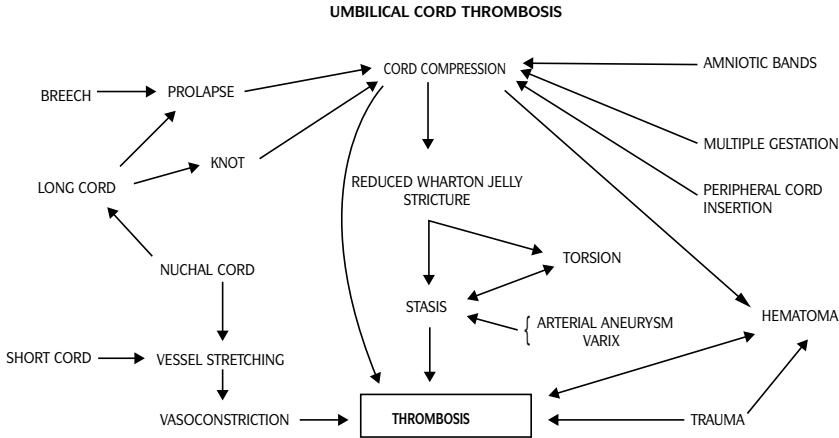 UMBILICAL CORD THROMBOSIS
CORD COMPRESSION
AMNIOTIC BANDS
BREECH
PROLAPSE
MULTIPLE GESTATION
KNOT
LONG CORD
REDUCED WHARTON JELLY
STRICTURE
PERIPHERAL CORD
INSERTION
NUCHAL CORD
TORSION
STASIS
{ ARTERIAL ANEURYSM
VARIX
HEMATOMA
SHORT CORD
VESSEL STRETCHING
VASOCONSTRICTION
THROMBOSIS
TRAUMA